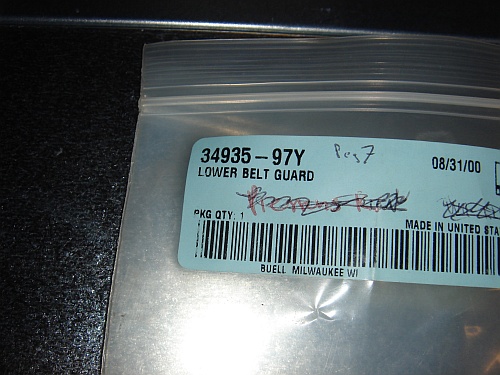 34935-97Y
08/31/00
LOWER BELT GUARD
PKG QTY: 1
MADE IN UNITED STA
BUELL MILWAUKEE WI